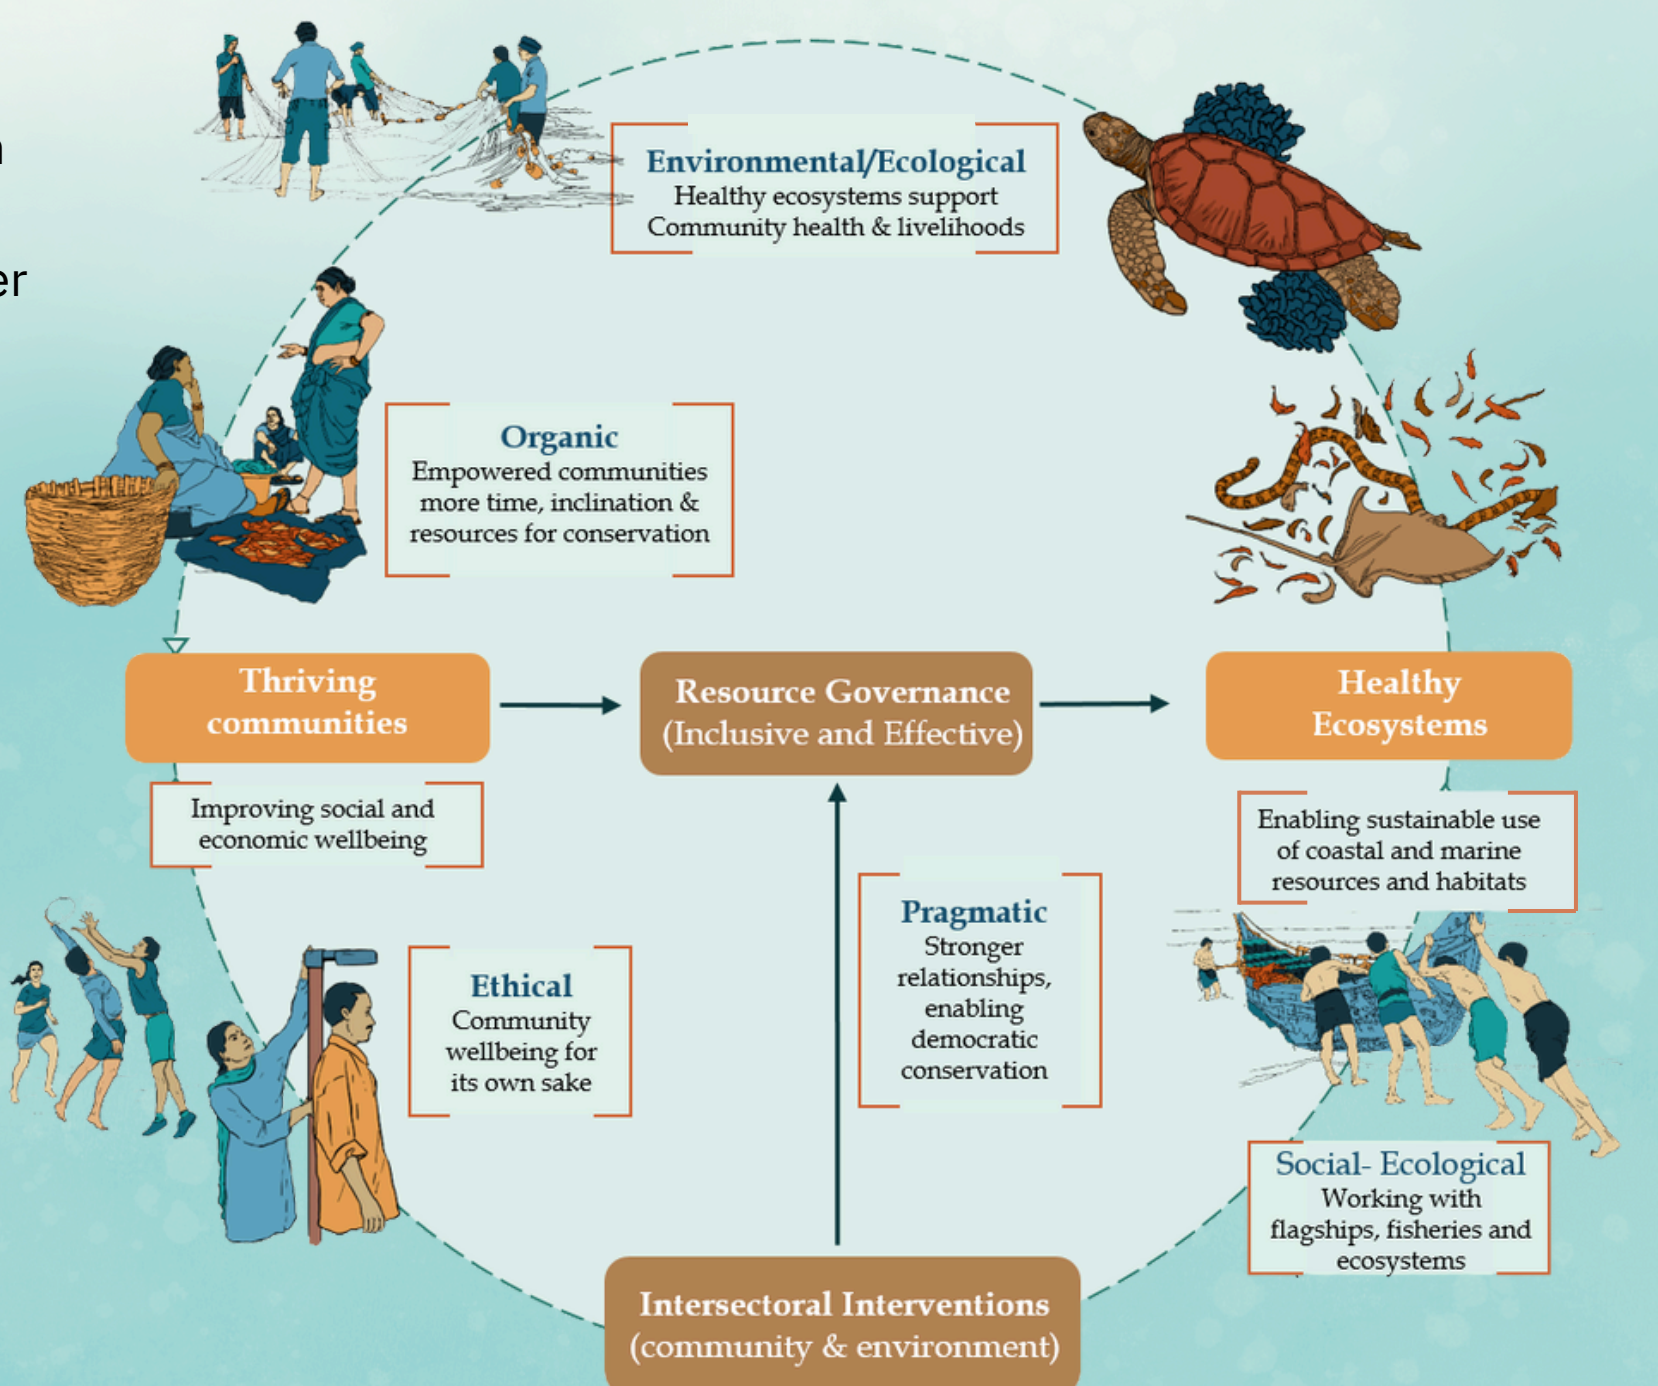 n
er
Environmental/Ecological
Healthy ecosystems support
Community health & livelihoods
Organic
Empowered communities
more time, inclination &
resources for conservation
Thriving
communities
Resource Governance
(Inclusive and Effective)
Healthy
Ecosystems
Improving social and
economic wellbeing
Enabling sustainable use
of coastal and marine
resources and habitats
Ethical
Community
wellbeing for
its own sake
Pragmatic
Stronger
relationships,
enabling
democratic
conservation
Social- Ecological
Working with
flagships, fisheries and
ecosystems
Intersectoral Interventions
(community & environment)